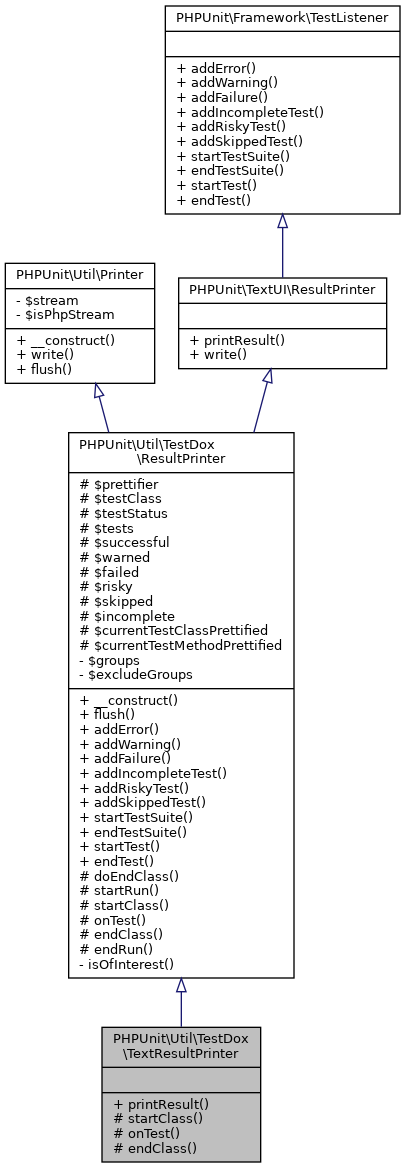 PHPUnit\Framework\TestListener
+ addError()
+ addWarning()
+ addFailure()
+ addIncompleteTest()
+ addRiskyTest()
+ addSkippedTest()
+ startTestSuite()
+ endTestSuite()
+ startTest()
+ endTest()
PHPUnit\Util\Printer
- $stream
- $isPhpStream
+ __construct()
+ write()
+ flush()
PHPUnit\TextUI\ResultPrinter
+ printResult()
+ write()
PHPUnit\Util\TestDox
\ResultPrinter
# $prettifier
# $testClass
# $testStatus
# $tests
# $successful
# $warned
# $failed
# $risky
# $skipped
# $incomplete
# $currentTestClassPrettified
# $currentTestMethodPrettified
- $groups
- $excludeGroups
+ __construct()
+ flush()
+ addError()
+ addWarning()
+ addFailure()
+ addIncompleteTest()
+ addRiskyTest()
+ addSkippedTest()
+ startTestSuite()
+ endTestSuite()
+ startTest()
+ endTest()
# doEndClass()
# startRun()
# startClass()
# onTest()
# endClass()
# endRun()
- isOfInterest()
PHPUnit\Util\TestDox
\TextResultPrinter
+ printResult()
# startClass()
# onTest()
# endClass()